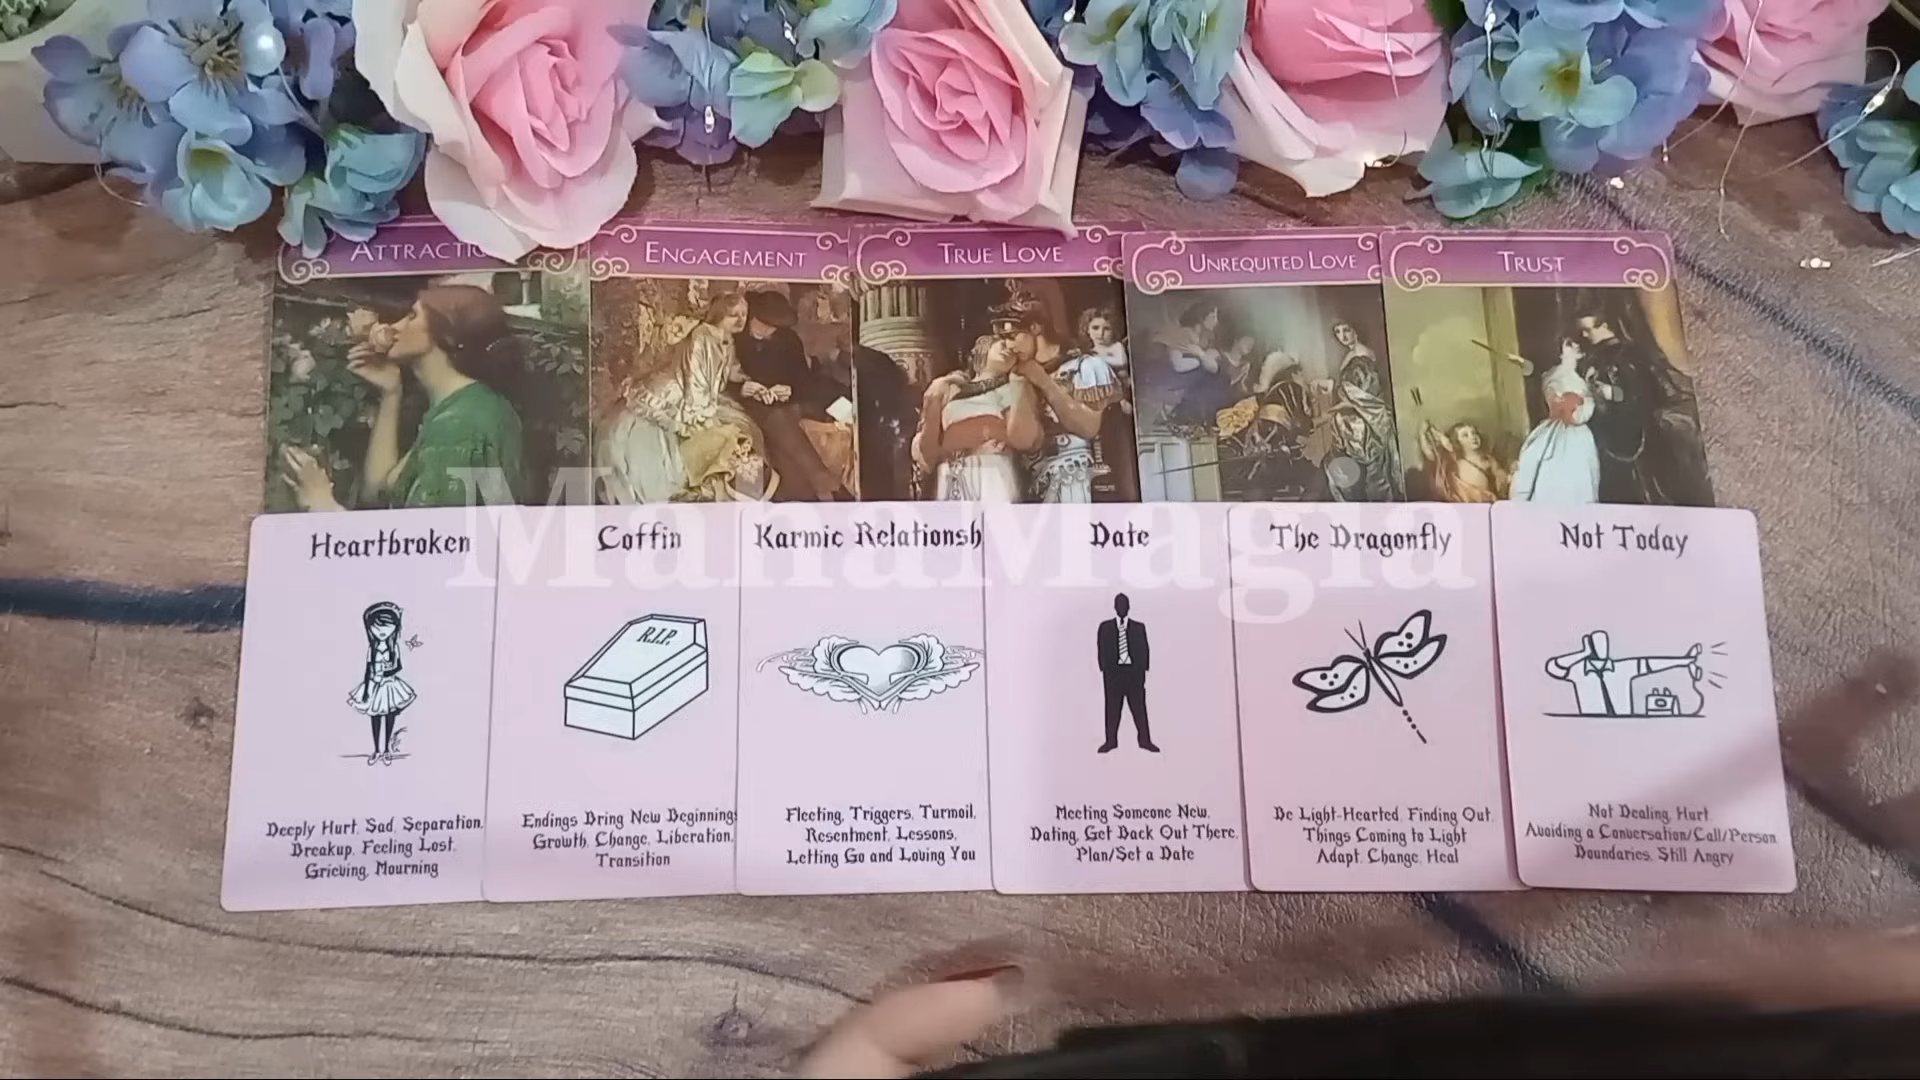 ATTRACTIO
ENGAGEMENT
TRUE LOVE
UNREQUITED LOVE
TRUST
MahaMagia
Heartbroken
Deeply Hurt, Sad, Separation,
Breakup, Feeling Lost,
Grieving, Mourning
Coffin
R.I.P.
Endings Bring New Beginnings
Growth, Change, Liberation,
Transition
Karmic Relationsh
Fleeting, Triggers, Turmoil,
Resentment, Lessons,
Letting Go and Loving You
Date
Meeting Someone New,
Dating, Get Back Out There,
Plan/Set a Date
The Dragonfly
Be Light-Hearted, Finding Out
Things Coming to Light
Adapt, Change, Heal
Not Today
Not Dealing, Hurt
Avoiding a Conversation/Call/Person,
Boundaries, Still Angry